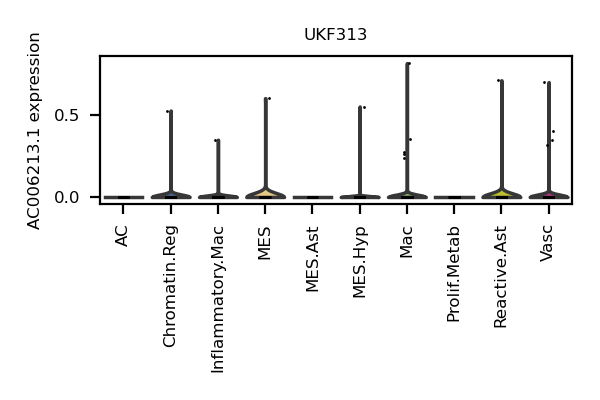 UKF313
AC006213.1 expression
0.5
0.0
AC
Chromatin.Reg
Inflammatory.Mac
MES
MES.Ast
MES.Hyp
Mac
Prolif.Metab
Reactive.Ast
Vasc